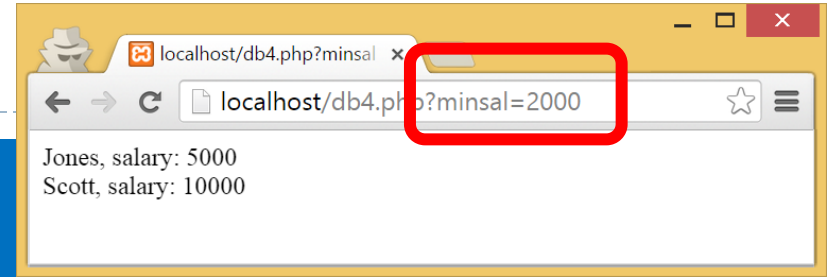 localhost/db4.php?minsal
localhost/db4.php?minsal=2000
Jones, salary: 5000
Scott, salary: 10000